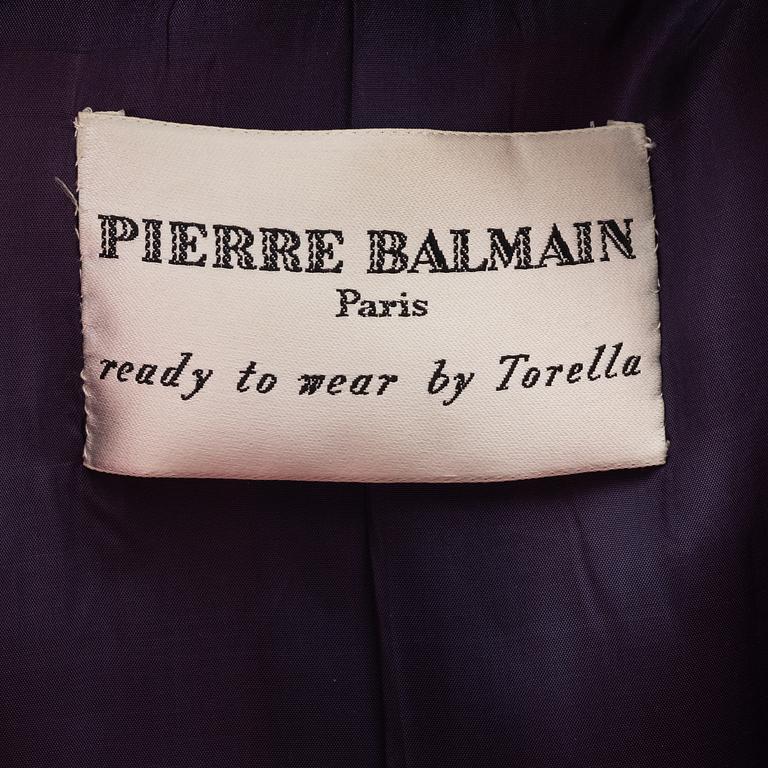 PIERRE BALMAIN
Paris
ready to wear by Torella